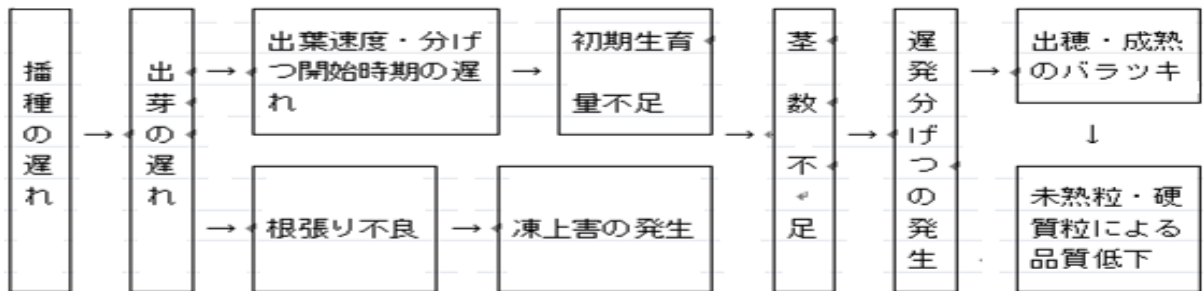 播種の遅れ
→
出芽の遅れ
→
出葉速度・分げ
つ開始時期の遅
れ
→
初期生育
量不足
→
根張り不良
→
凍上害の発生
→
茎数不足
→
遅発分げつの発生
→
出穂・成熟
のバラツキ
↓
未熟粒・硬
質粒による
品質低下